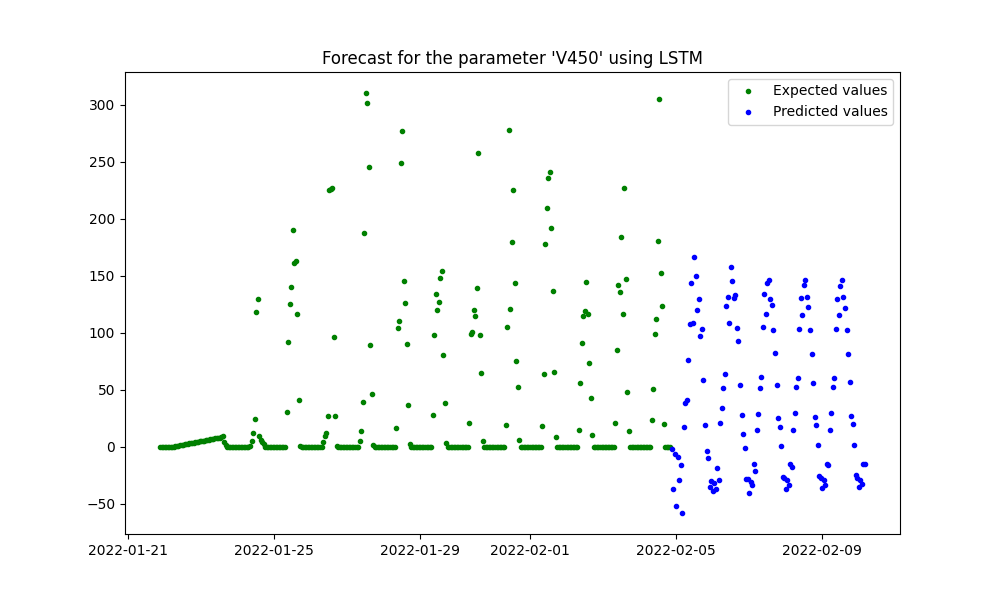 Forecast for the parameter 'V450' using LSTM
Expected values
Predicted values
300
250
200
150
100
50
0
−50
2022-01-21 2022-01-25 2022-01-29 2022-02-01 2022-02-05 2022-02-09